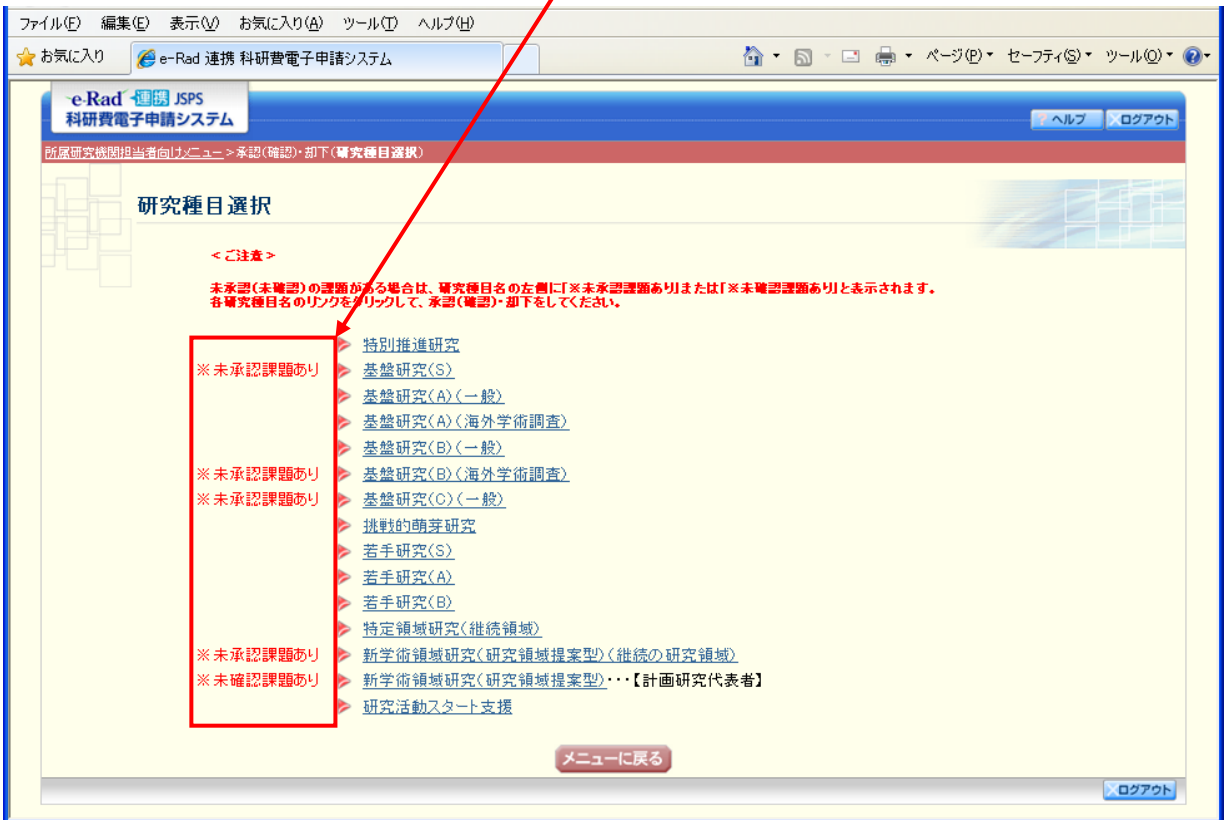 ファイル(F) 編集(E) 表示(V) お気に入り(A) ツール(T) ヘルプ(H)
お気に入り e-Rad 連携 科研費電子申請システム ページ(P) セーフティ(S) ツール(O)
e-Rad 連携 JSPS
科研費電子申請システム
ヘルプ ログアウト
所属研究機関担当者向けメニュー>承認(確認)・却下(研究種目選択)
研究種目選択
<ご注意>
未承認(未確認)の課題がある場合は、研究種目名の左側に「※未承認課題あり」または「※未確認課題あり」と表示されます。
各研究種目名のリンクをクリックして、承認(確認)・却下をしてください。
特別推進研究
※未承認課題あり 基盤研究(S)
基盤研究(A)(一般)
基盤研究(A)(海外学術調査)
基盤研究(B)(一般)
※未承認課題あり 基盤研究(B)(海外学術調査)
※未承認課題あり 基盤研究(C)(一般)
挑戦的萌芽研究
若手研究(S)
若手研究(A)
若手研究(B)
特定領域研究(継続領域)
※未承認課題あり 新学術領域研究(研究領域提案型)(継続の研究領域)
※未確認課題あり 新学術領域研究(研究領域提案型)・・・【計画研究代表者】
研究活動スタート支援
メニューに戻る
ログアウト